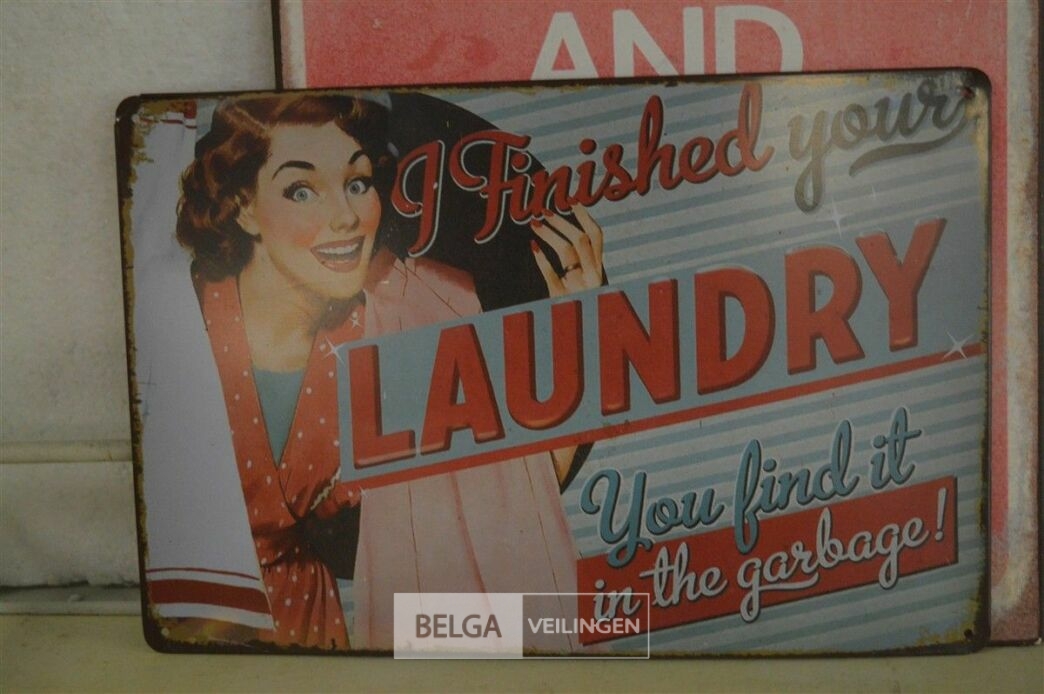 AND
I Finished your
LAUNDRY
You find it
in the garbage!
BELGA VEILINGEN